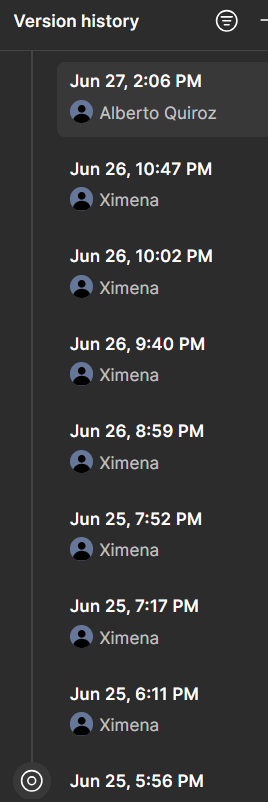 Version history
Jun 27, 2:06 PM
Alberto Quiroz
Jun 26, 10:47 PM
Ximena
Jun 26, 10:02 PM
Ximena
Jun 26, 9:40 PM
Ximena
Jun 26, 8:59 PM
Ximena
Jun 25, 7:52 PM
Ximena
Jun 25, 7:17 PM
Ximena
Jun 25, 6:11 PM
Ximena
Jun 25, 5:56 PM